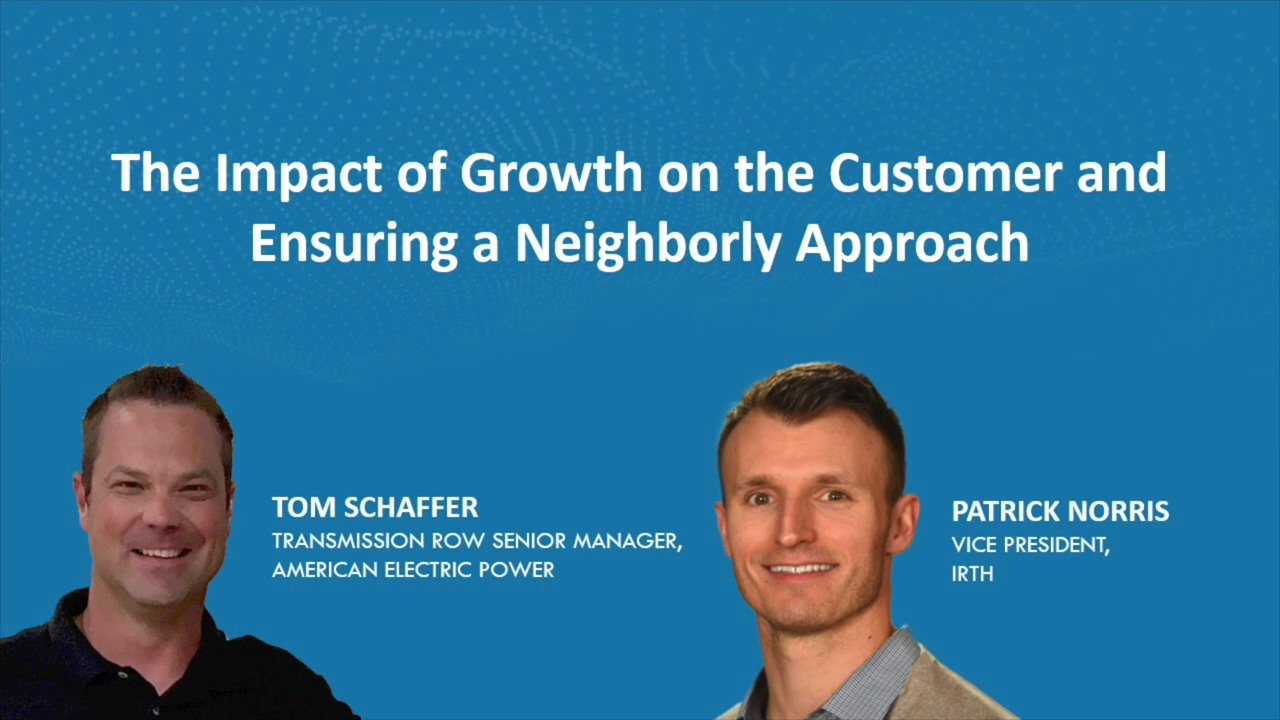 The Impact of Growth on the Customer and
Ensuring a Neighborly Approach
TOM SCHAFFER
TRANSMISSION ROW SENIOR MANAGER,
AMERICAN ELECTRIC POWER
PATRICK NORRIS
VICE PRESIDENT,
IRTH